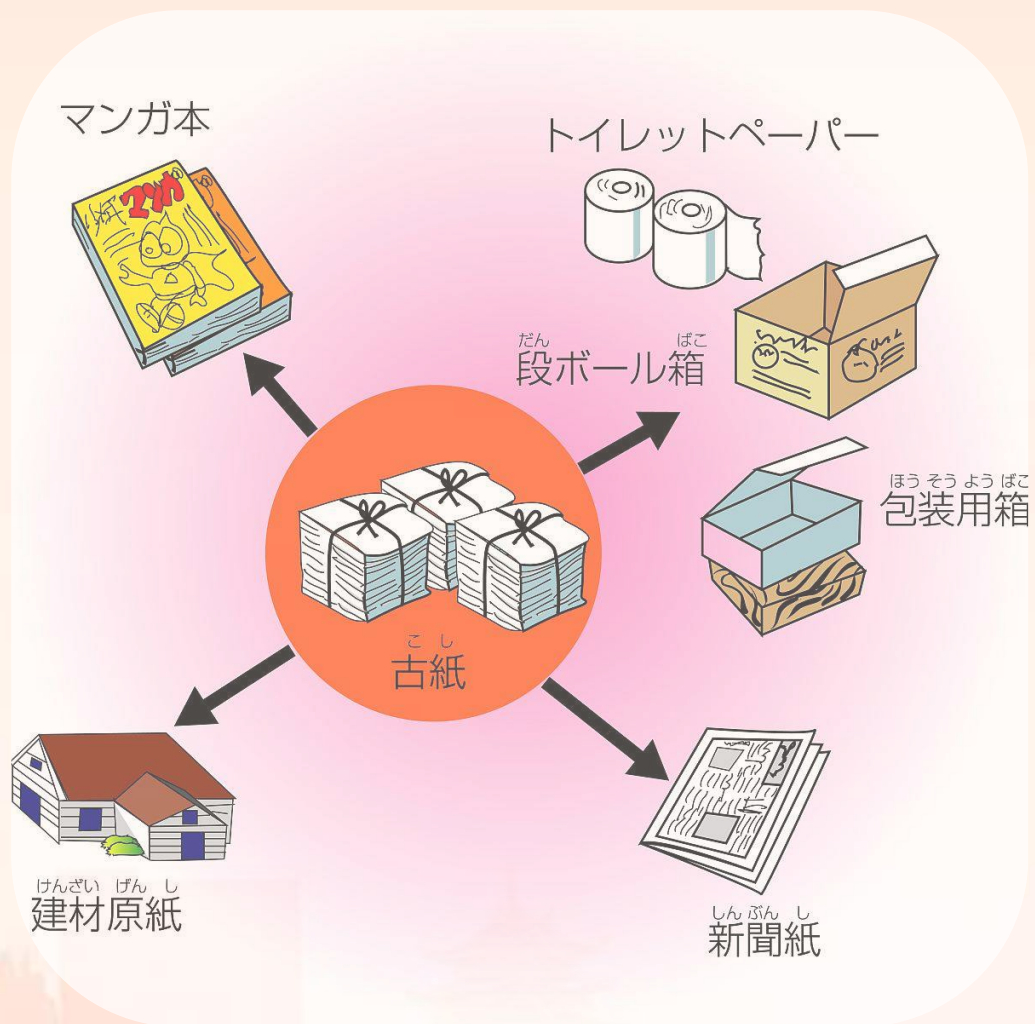 マンガ本
マンガ
トイレットペーパー
だん ばこ
段ボール箱
ほう そう よう ばこ
包装用箱
こ し
古紙
けんざい げん し
建材原紙
しん ぶん し
新聞紙